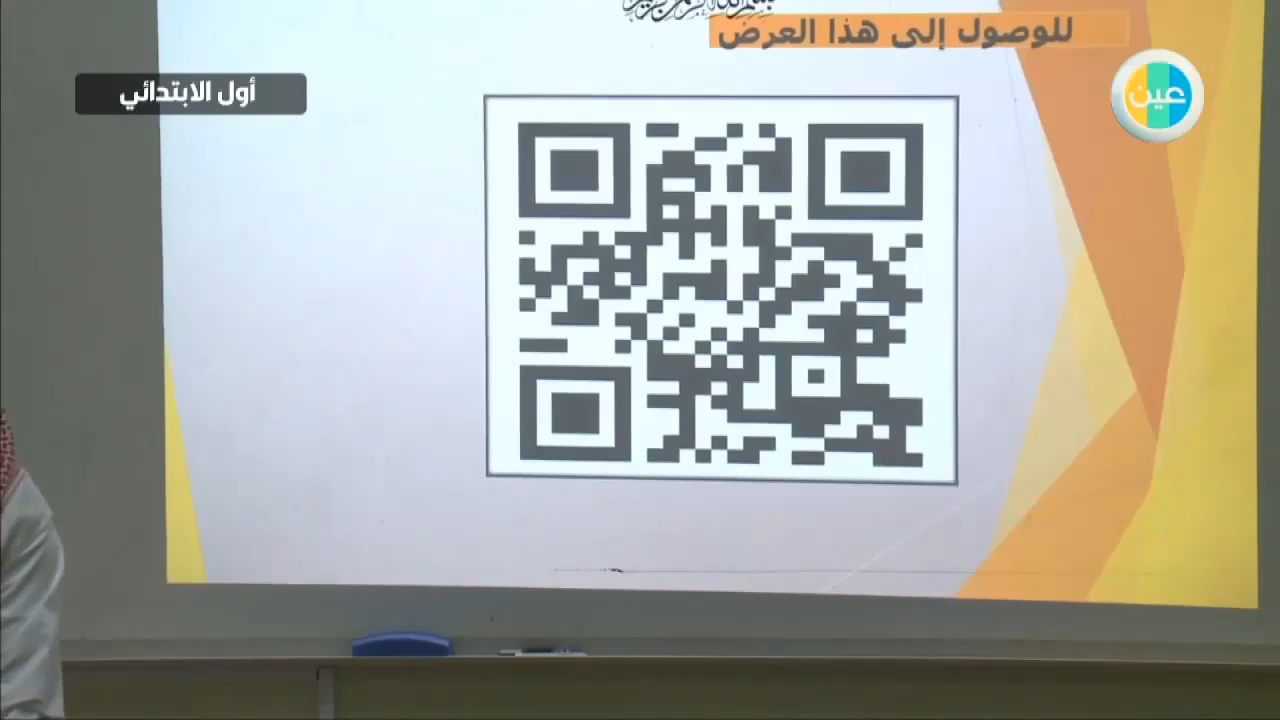 للوصول إلى هذا العرض
أول الابتدائي
عين